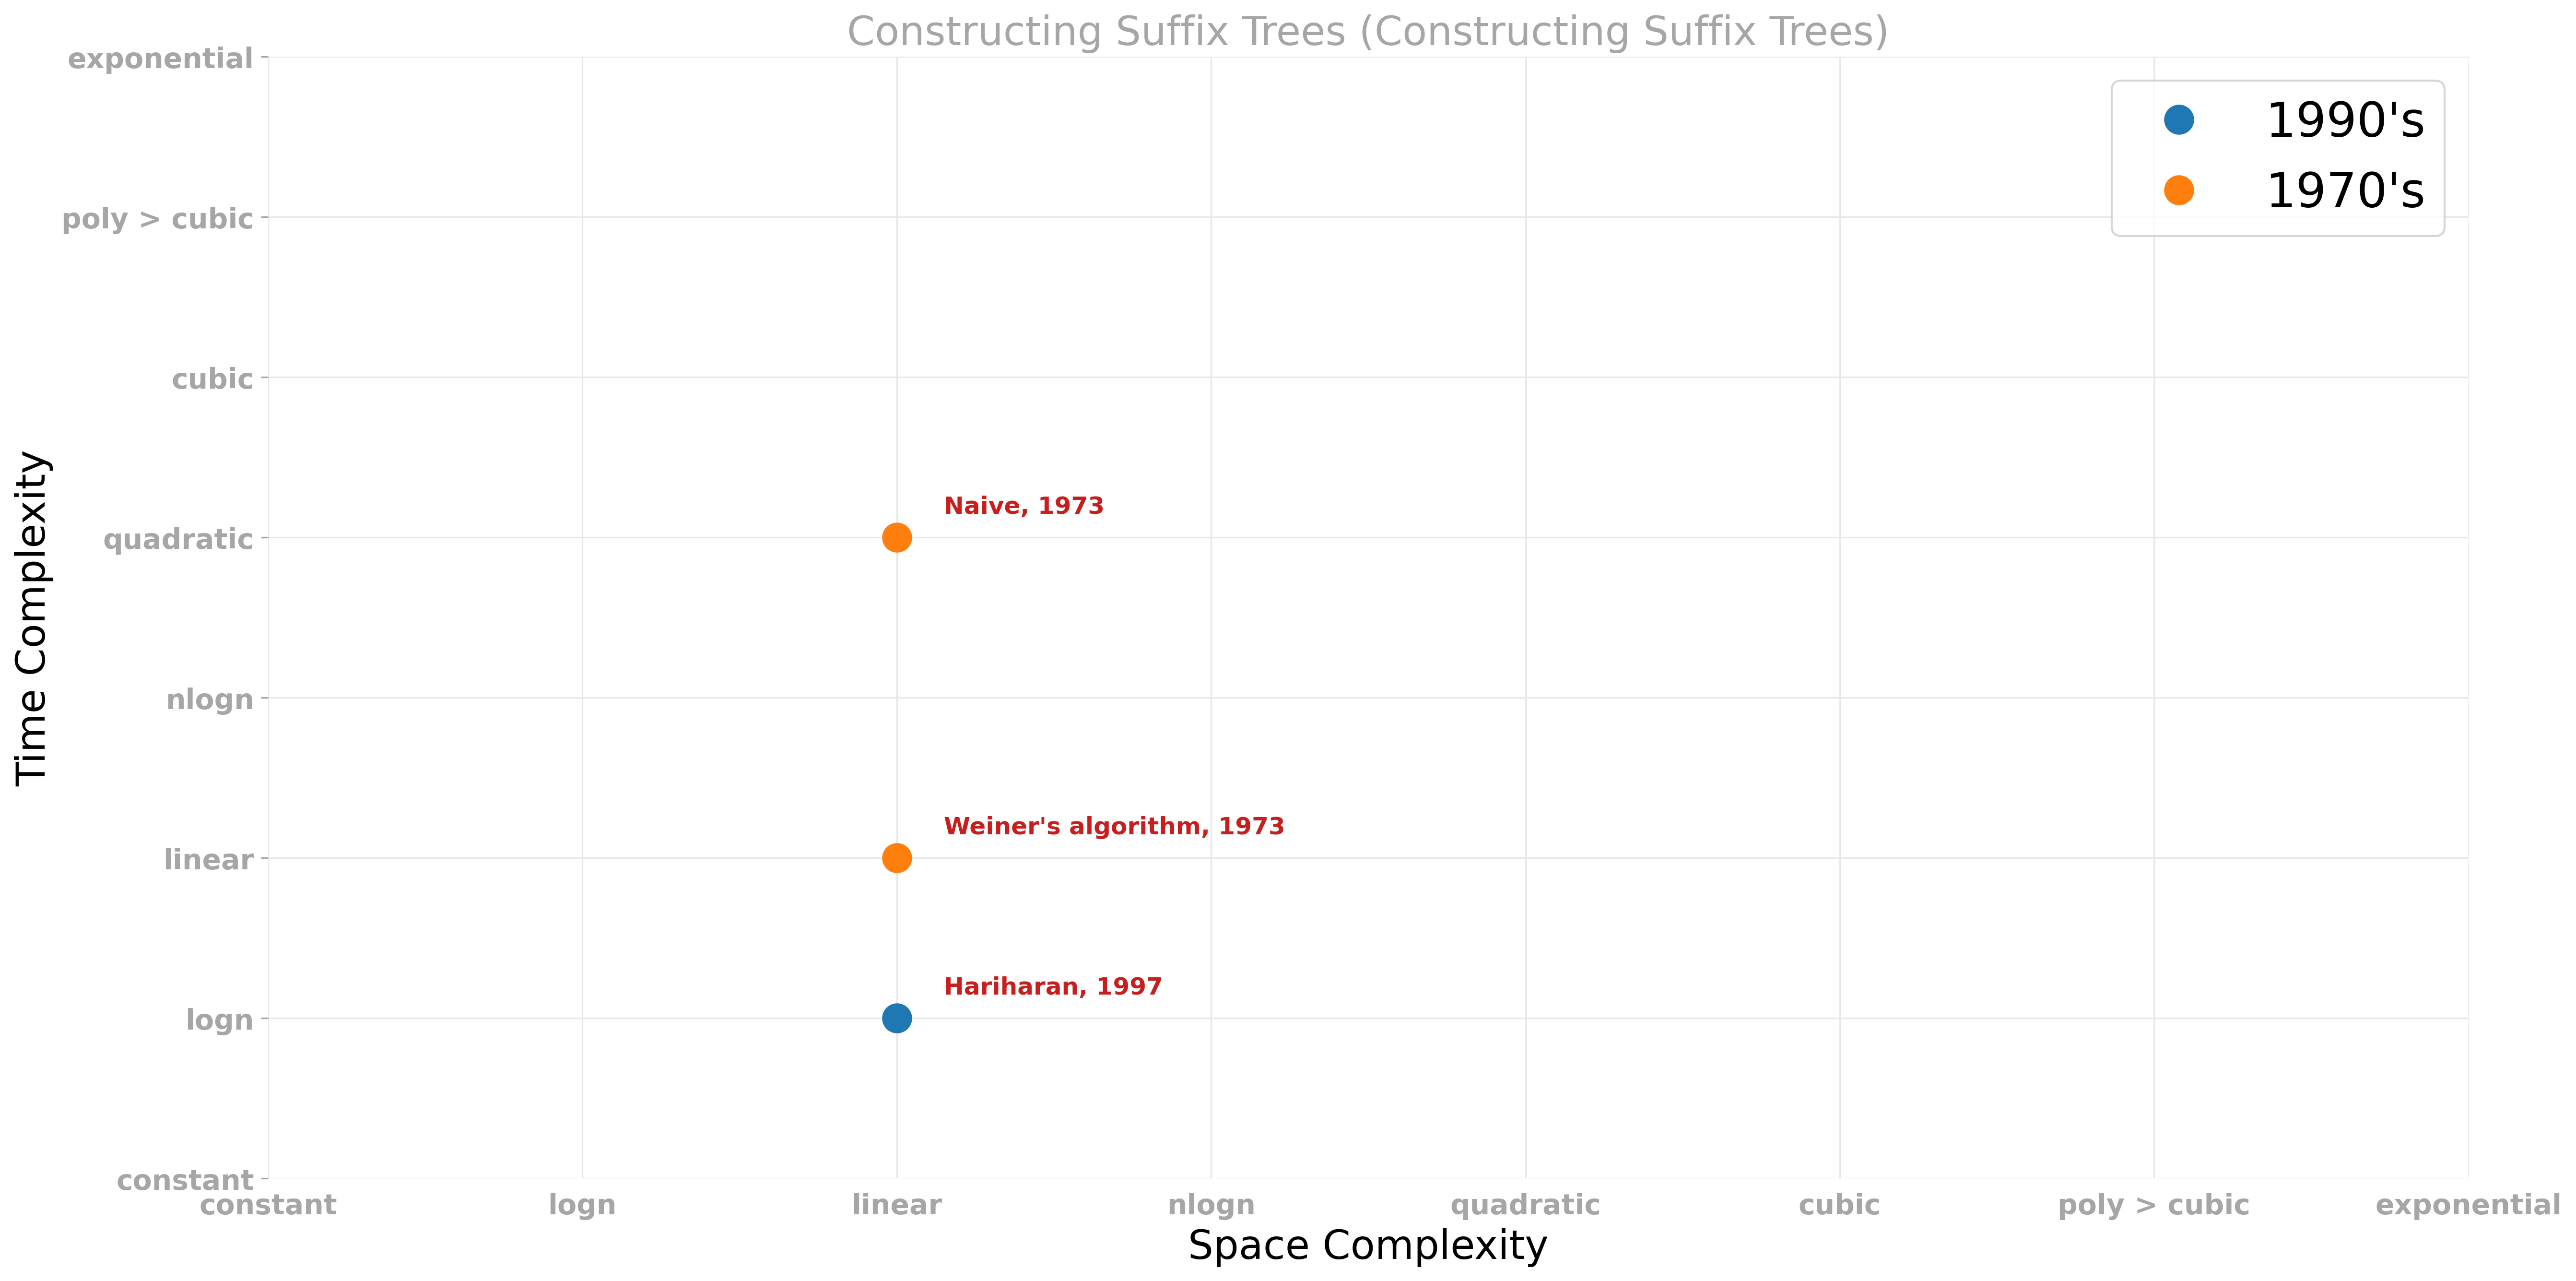 Constructing Suffix Trees (Constructing Suffix Trees)
exponential
poly > cubic
cubic
quadratic
nlogn
linear
logn
constant
Time Complexity
1990's
1970's
Naive, 1973
Weiner's algorithm, 1973
Hariharan, 1997
constant
logn
linear
nlogn
quadratic
cubic
poly > cubic
exponential
Space Complexity